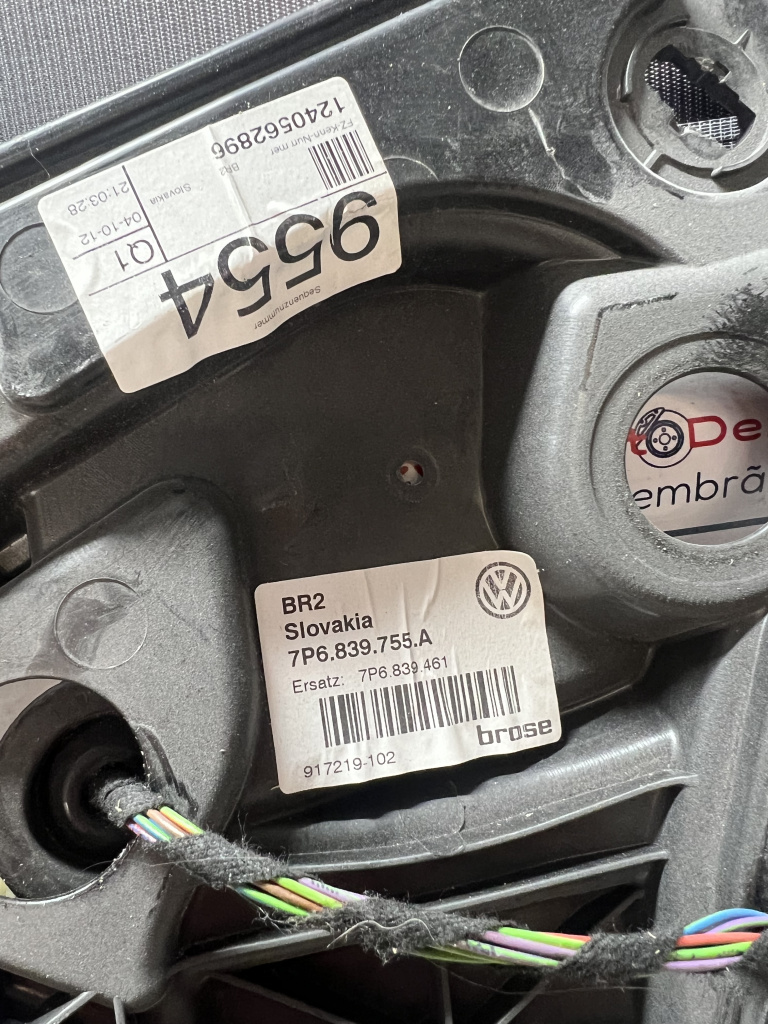 1240562896
FZ-Kenn-Nummer
BR2
Slovakia
21:03:28
04-10-12
Q1
9554
Sequenznummer
t De
embrã
BR2
Slovakia
7P6.839.755.A
Ersatz: 7P6.839.461
brose
917219-102